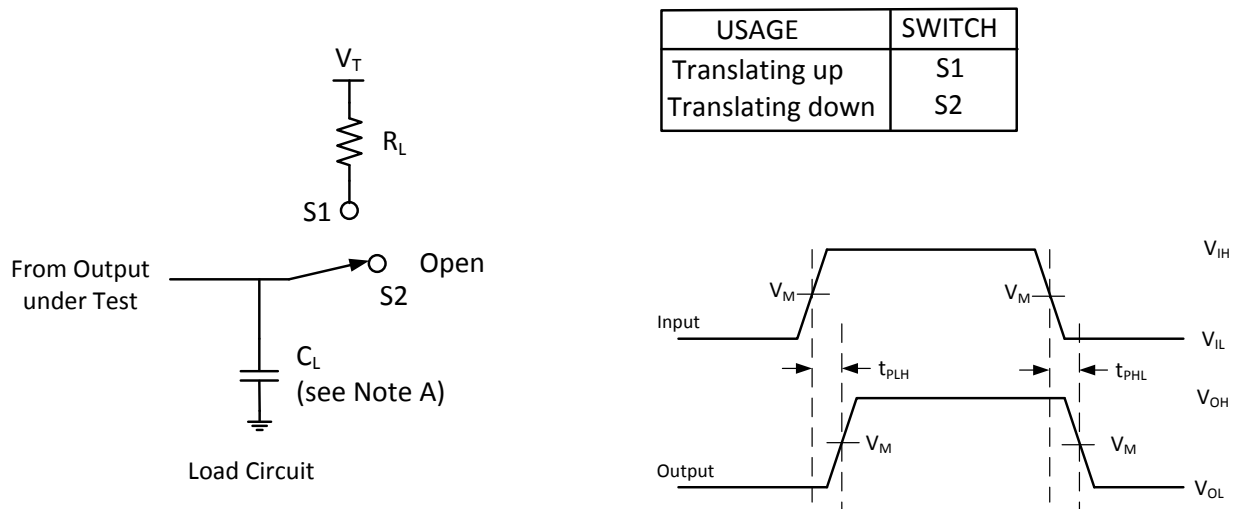 V_T
R_L
S1
From Output
under Test
Open
S2
C_L
(see Note A)
Load Circuit
USAGE SWITCH
Translating up S1
Translating down S2
V_IH
V_M V_M
Input
V_IL
t_PLH t_PHL
V_OH
V_M V_M
Output
V_OL